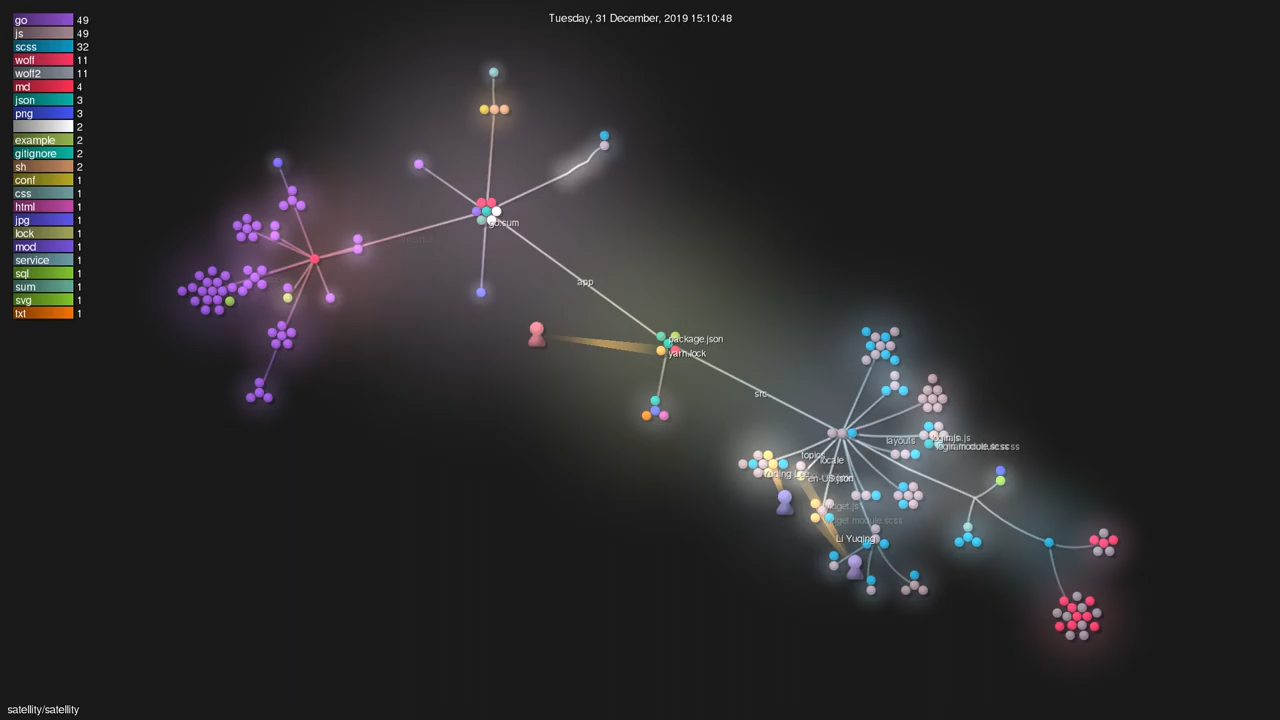 Tuesday, 31 December, 2019 15:10:48
go 49
js 49
scss 32
woff 11
woff2 11
md 4
json 3
png 3
2
example 2
gitignore 2
sh 2
conf 1
css 1
html 1
jpg 1
lock 1
mod 1
service 1
sql 1
sum 1
svg 1
txt 1
go.sum
app
package.json
yarn.lock
src
layouts
topics
locale
en-US.json
Li Yuqing
satellity/satellity